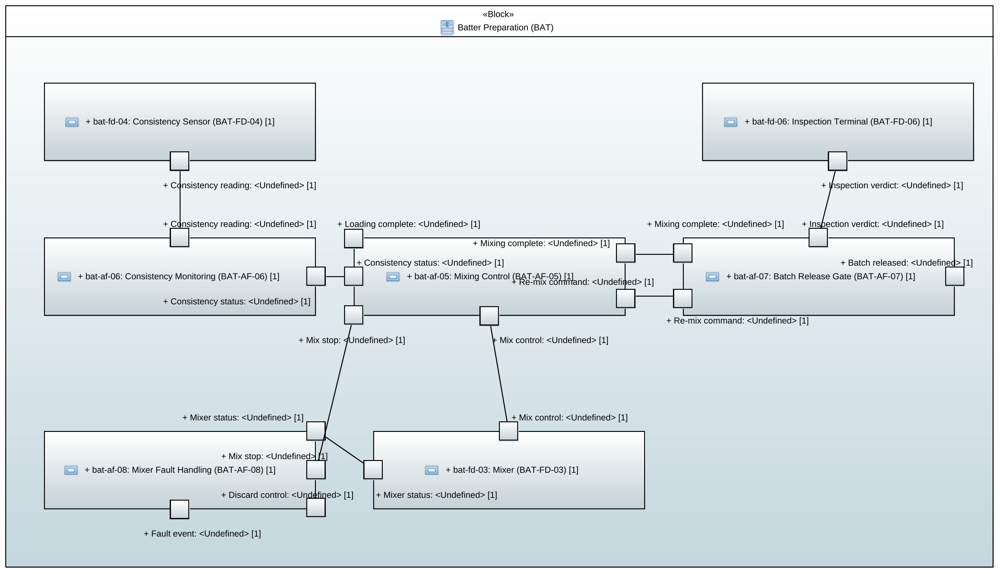 «Block»
Batter Preparation (BAT)
+ bat-fd-04: Consistency Sensor (BAT-FD-04) [1]
+ bat-fd-06: Inspection Terminal (BAT-FD-06) [1]
+ Consistency reading: <Undefined> [1]
+ Inspection verdict: <Undefined> [1]
+ Consistency reading: <Undefined> [1]
+ Loading complete: <Undefined> [1]
+ Mixing complete: <Undefined> [1]
+ Inspection verdict: <Undefined> [1]
+ Mixing complete: <Undefined> [1]
+ Consistency status: <Undefined> [1]
+ Batch released: <Undefined> [1]
+ bat-af-06: Consistency Monitoring (BAT-AF-06) [1]
+ bat-af-05: Mixing Control (BAT-AF-05) [1]
+ bat-af-07: Batch Release Gate (BAT-AF-07) [1]
+ Re-mix command: <Undefined> [1]
+ Consistency status: <Undefined> [1]
+ Re-mix command: <Undefined> [1]
+ Mix stop: <Undefined> [1]
+ Mix control: <Undefined> [1]
+ Mixer status: <Undefined> [1]
+ Mix control: <Undefined> [1]
+ Mix stop: <Undefined> [1]
+ bat-af-08: Mixer Fault Handling (BAT-AF-08) [1]
+ bat-fd-03: Mixer (BAT-FD-03) [1]
+ Discard control: <Undefined> [1]
+ Mixer status: <Undefined> [1]
+ Fault event: <Undefined> [1]